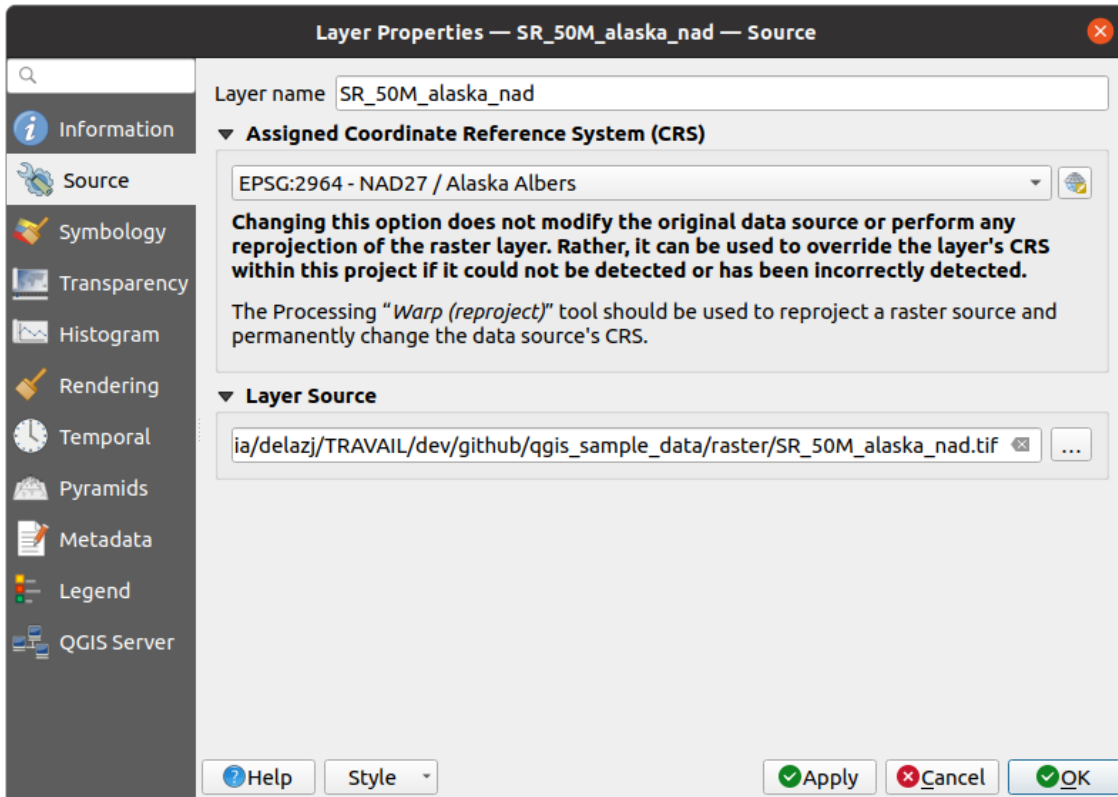 Layer Properties — SR_50M_alaska_nad — Source
Information
Source
Symbology
Transparency
Histogram
Rendering
Temporal
Pyramids
Metadata
Legend
QGIS Server
Layer name SR_50M_alaska_nad
Assigned Coordinate Reference System (CRS)
EPSG:2964 - NAD27 / Alaska Albers
Changing this option does not modify the original data source or perform any
reprojection of the raster layer. Rather, it can be used to override the layer's CRS
within this project if it could not be detected or has been incorrectly detected.
The Processing “Warp (reproject)” tool should be used to reproject a raster source and
permanently change the data source's CRS.
Layer Source
ia/delazj/TRAVAIL/dev/github/qgis_sample_data/raster/SR_50M_alaska_nad.tif
...
Help Style Apply Cancel OK